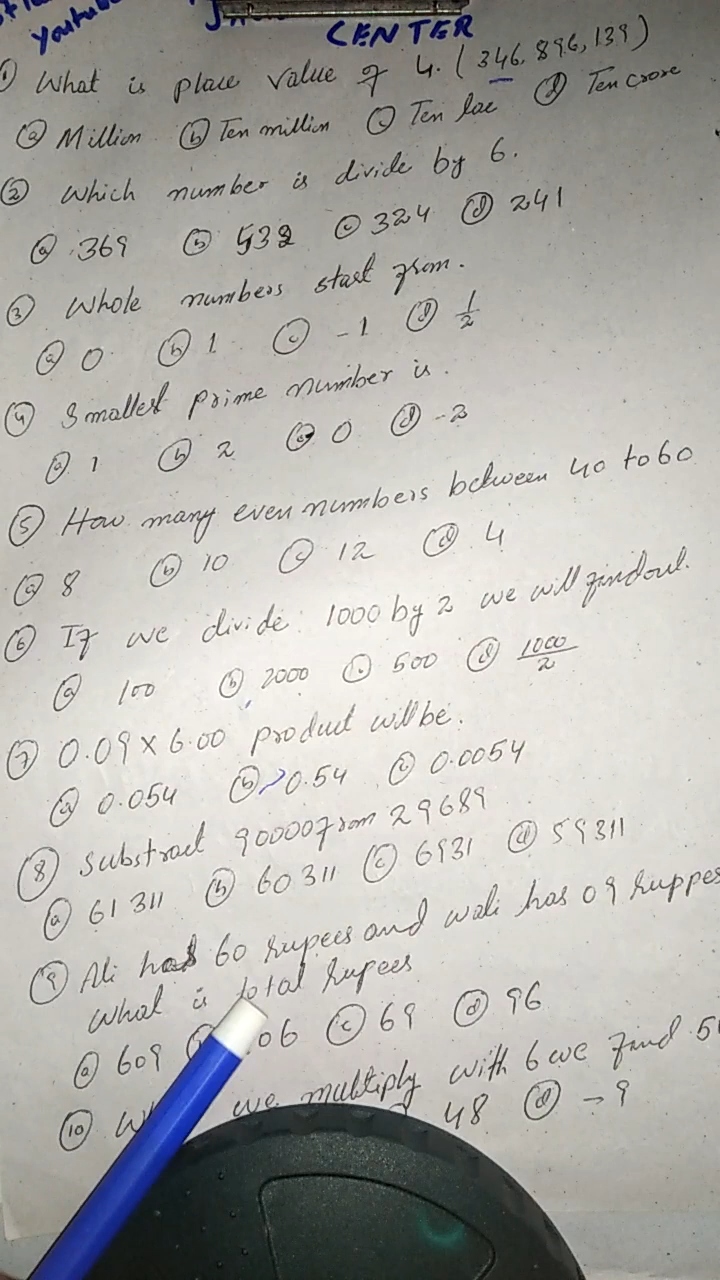 Youtube
CENTER
① What is place value of 4. (346,896,139)
ⓐ Million ⓑ Ten million ⓒ Ten lac ⓓ Ten crore
② Which number is divide by 6.
ⓐ 369 ⓑ 532 ⓒ 324 ⓓ 241
③ Whole numbers start from.
ⓐ 0 ⓑ 1 ⓒ -1 ⓓ 1/2
④ Smallest prime number is.
ⓐ 1 ⓑ 2 ⓒ 0 ⓓ -2
⑤ How many even numbers between 40 to 60
ⓐ 8 ⓑ 10 ⓒ 12 ⓓ 4
⑥ If we divide 1000 by 2 we will findout.
ⓐ 100 ⓑ 2000 ⓒ 500 ⓓ 1000/2
⑦ 0.09 x 6.00 product will be.
ⓐ 0.054 ⓑ 0.54 ⓒ 0.0054
⑧ Substract 90000 from 29689
ⓐ 61311 ⓑ 60311 ⓒ 6931 ⓓ 59311
⑨ Ali has 60 rupees and wali has 09 ruppes
What is total rupees
ⓐ 609 06 ⓒ 69 ⓓ 96
⑩ we multiply with 6 we find
48 ⓓ -9